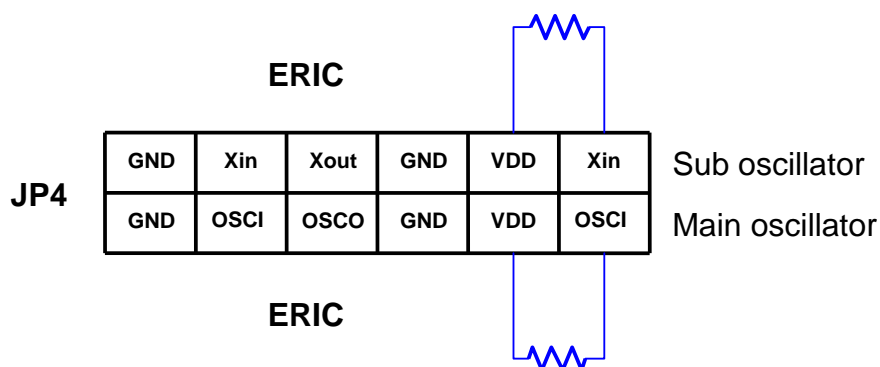 ERIC
GND Xin Xout GND VDD Xin Sub oscillator
JP4
GND OSCI OSCO GND VDD OSCI Main oscillator
ERIC